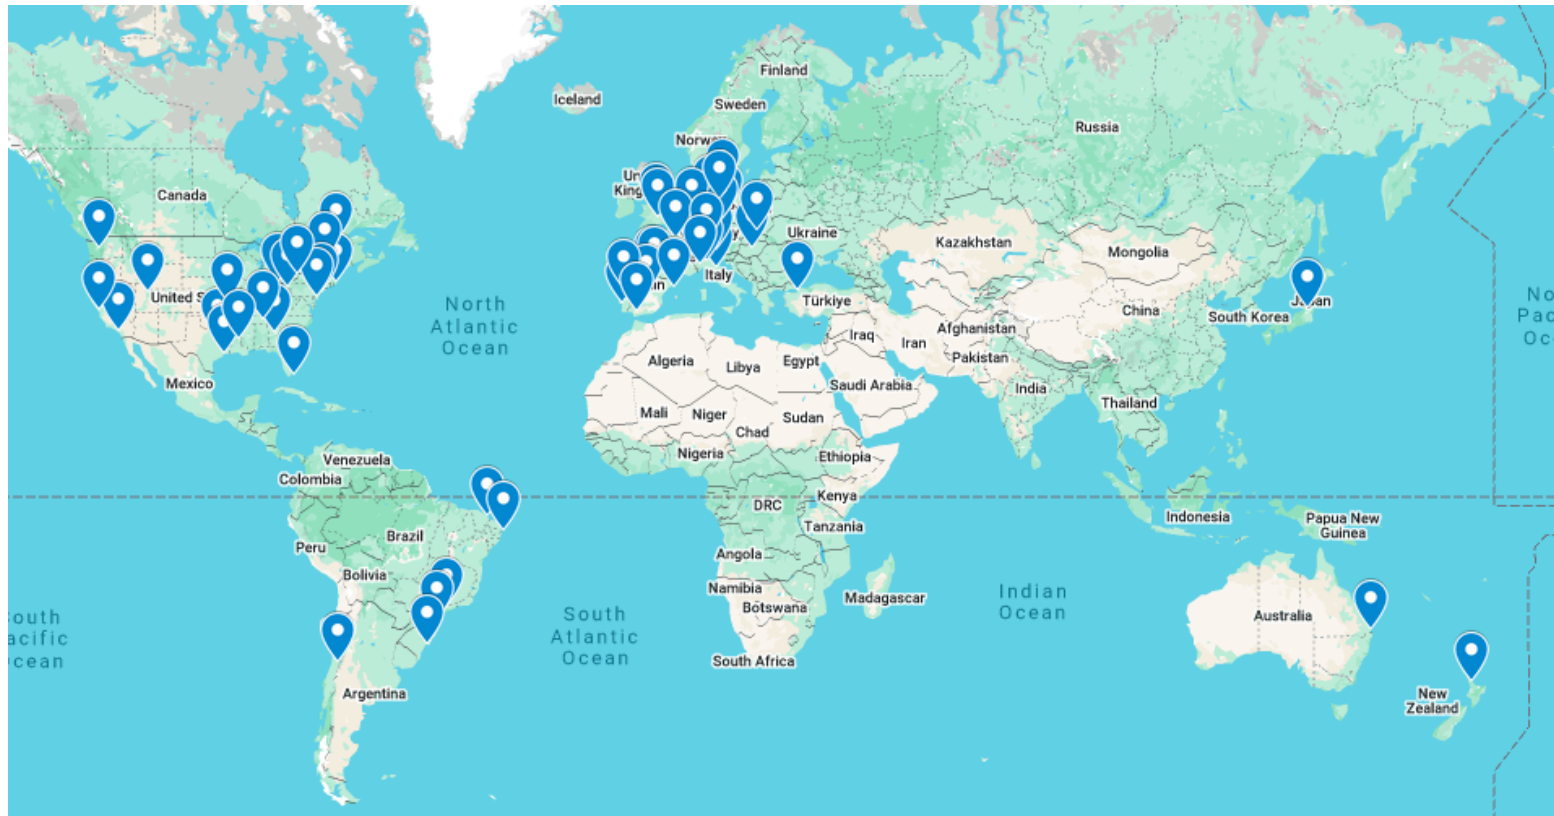 Iceland
Finland
Sweden
Russia
Canada
Ukraine
Kazakhstan
Mongolia
Italy
North
Atlantic
Ocean
Türkiye
China
South Korea
Iraq
Iran
Afghanistan
Pakistan
Algeria
Libya
Egypt
Mexico
Saudi Arabia
India
Thailand
Mali
Niger
Sudan
Chad
Nigeria
Ethiopia
Venezuela
Colombia
Kenya
DRC
Indonesia
Papua New
Guinea
Tanzania
Brazil
Peru
Angola
Bolivia
Namibia
Botswana
Madagascar
Indian
Ocean
South
Atlantic
Ocean
Australia
South Africa
Argentina
New
Zealand